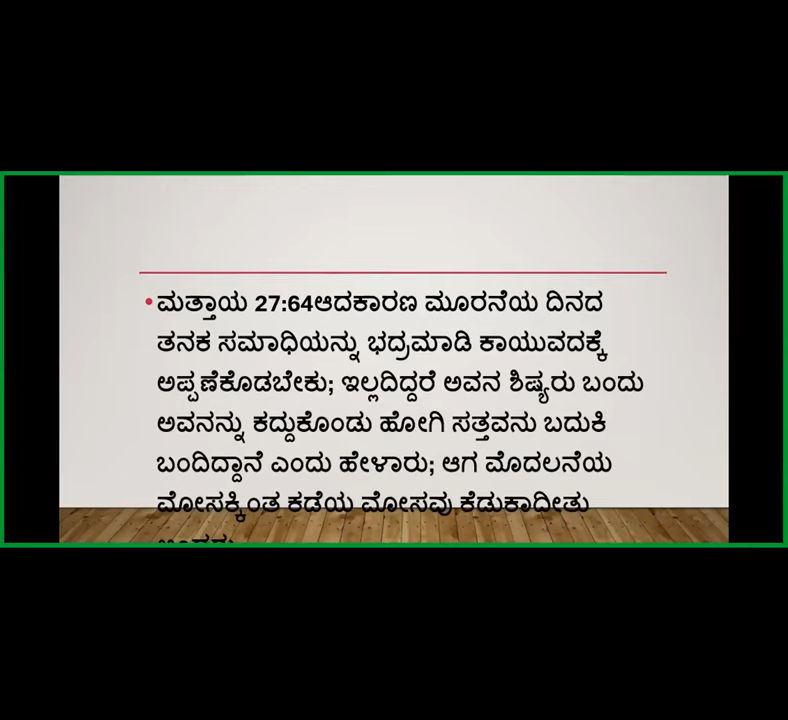 •ಮತ್ತಾಯ 27:64ಆದಕಾರಣ ಮೂರನೆಯ ದಿನದ
ತನಕ ಸಮಾಧಿಯನ್ನು ಭದ್ರಮಾಡಿ ಕಾಯುವದಕ್ಕೆ
ಅಪ್ಪಣೆಕೊಡಬೇಕು; ಇಲ್ಲದಿದ್ದರೆ ಅವನ ಶಿಷ್ಯರು ಬಂದು
ಅವನನ್ನು ಕದ್ದುಕೊಂಡು ಹೋಗಿ ಸತ್ತವನು ಬದುಕಿ
ಬಂದಿದ್ದಾನೆ ಎಂದು ಹೇಳಾರು; ಆಗ ಮೊದಲನೆಯ
ಮೋಸಕ್ಕಿಂತ ಕಡೆಯ ಮೋಸವು ಕೆಡುಕಾದೀತು